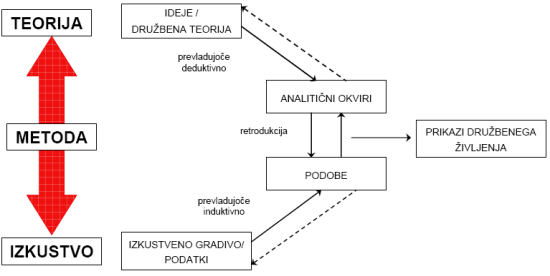 TEORIJA
IDEJE /
DRUŽBENA TEORIJA
prevladujoče
deduktivno
ANALITIČNI OKVIRI
METODA
retrodukcija
PRIKAZI DRUŽBENEGA
ŽIVLJENJA
PODOBE
prevladujoče
induktivno
IZKUSTVO
IZKUSTVENO GRADIVO/
PODATKI